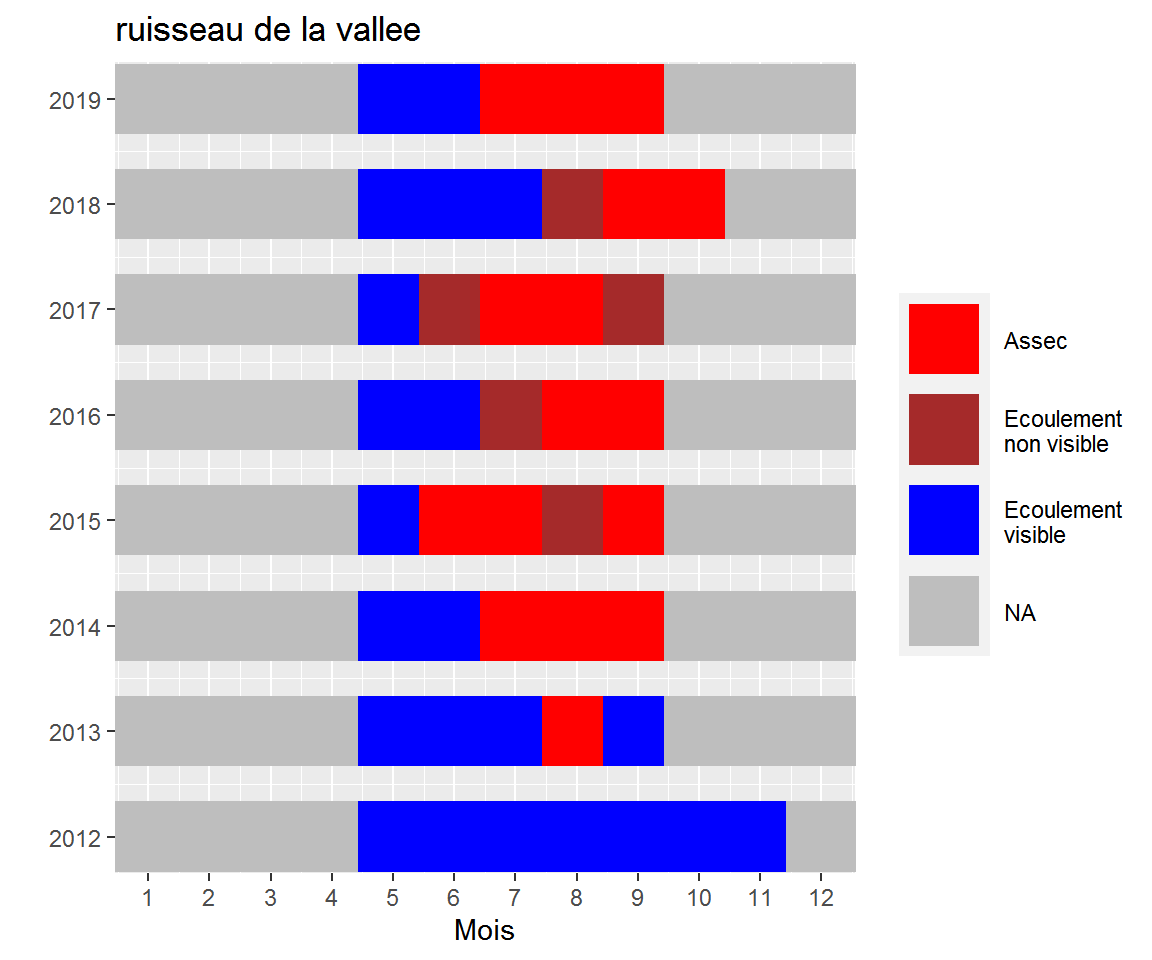 ruisseau de la vallee
2019
2018
2017
2016
2015
2014
2013
2012
1 2 3 4 5 6 7 8 9 10 11 12
Mois
Assec
Ecoulement
non visible
Ecoulement
visible
NA